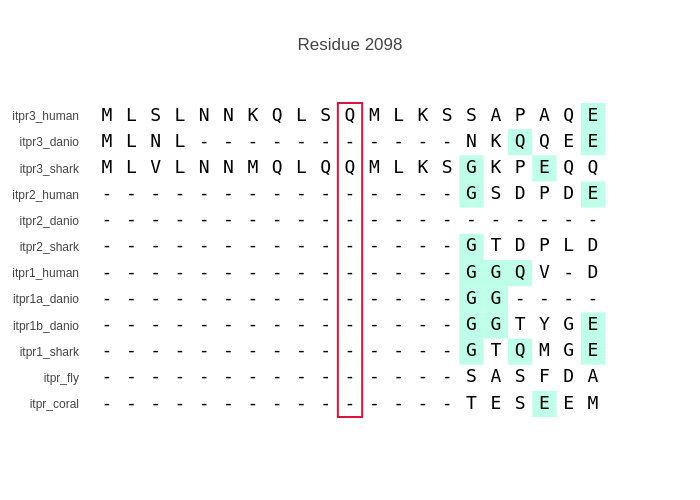 Residue 2098
itpr3_human M L S L N N K Q L S Q M L K S S A P A Q E
itpr3_danio M L N L - - - - - - - - - - - N K Q Q E E
itpr3_shark M L V L N N M Q L Q Q M L K S G K P E Q Q
itpr2_human - - - - - - - - - - - - - - - G S D P D E
itpr2_danio - - - - - - - - - - - - - - - - - - - - -
itpr2_shark - - - - - - - - - - - - - - - G T D P L D
itpr1_human - - - - - - - - - - - - - - - G G Q V - D
itpr1a_danio - - - - - - - - - - - - - - - G G - - - -
itpr1b_danio - - - - - - - - - - - - - - - G G T Y G E
itpr1_shark - - - - - - - - - - - - - - - G T Q M G E
itpr_fly - - - - - - - - - - - - - - - S A S F D A
itpr_coral - - - - - - - - - - - - - - - T E S E E M